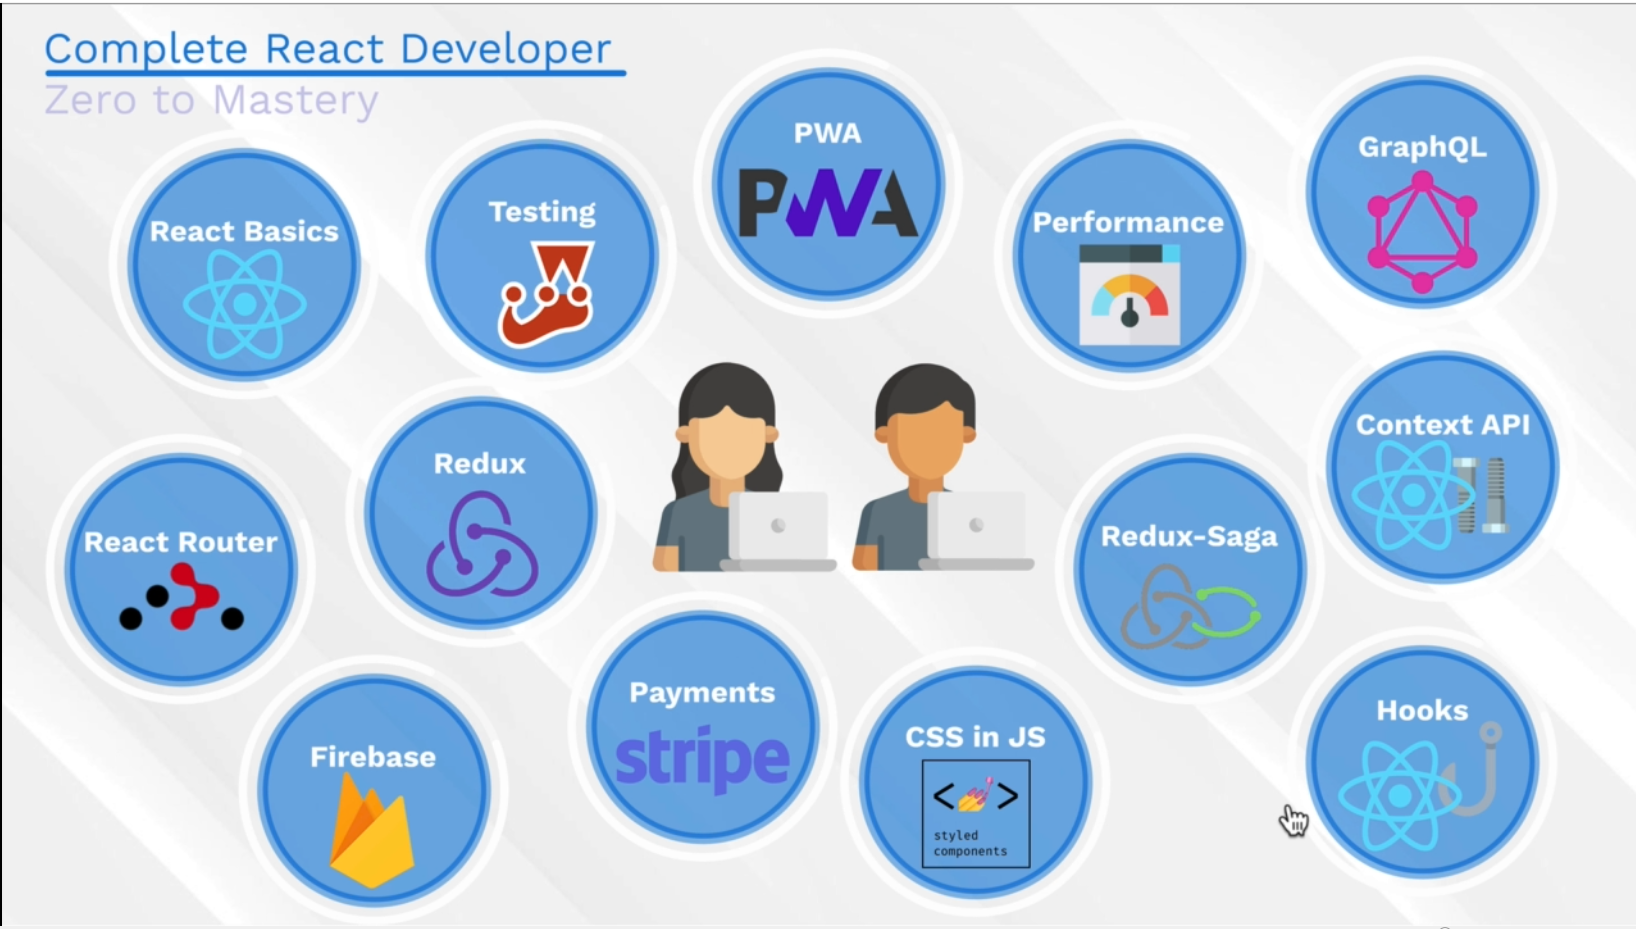 Complete React Developer
Zero to Mastery
PWA
PWA
GraphQL
Testing
Performance
React Basics
Context API
Redux
Redux-Saga
React Router
Payments
stripe
Hooks
CSS in JS
< >
styled
components
Firebase